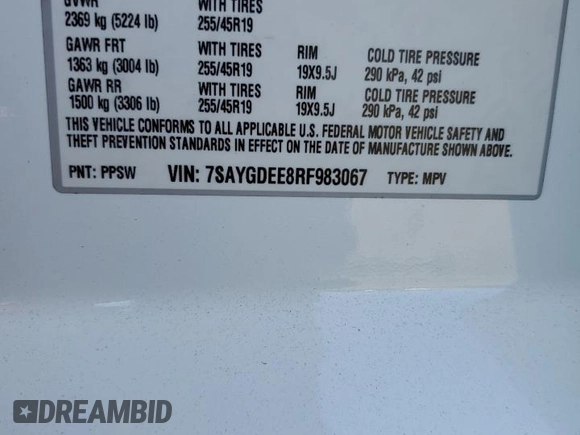 GVWR WITH TIRES
2369 kg (5224 lb) 255/45R19
GAWR FRT WITH TIRES RIM COLD TIRE PRESSURE
1363 kg (3004 lb) 255/45R19 19X9.5J 290 kPa, 42 psi
GAWR RR WITH TIRES RIM COLD TIRE PRESSURE
1500 kg (3306 lb) 255/45R19 19X9.5J 290 kPa, 42 psi
THIS VEHICLE CONFORMS TO ALL APPLICABLE U.S. FEDERAL MOTOR VEHICLE SAFETY AND
THEFT PREVENTION STANDARDS IN EFFECT ON THE DATE OF MANUFACTURE SHOWN ABOVE.
PNT: PPSW VIN: 7SAYGDEE8RF983067 TYPE: MPV
DREAMBID